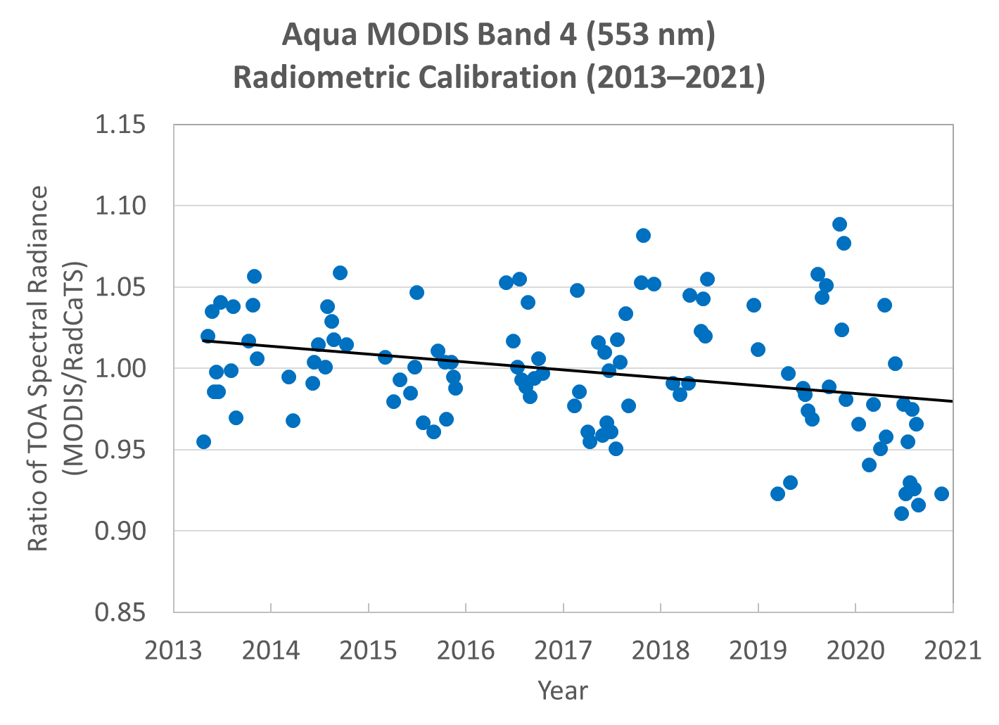 Aqua MODIS Band 4 (553 nm)
Radiometric Calibration (2013–2021)
Ratio of TOA Spectral Radiance
(MODIS/RadCaTS)
1.15
1.10
1.05
1.00
0.95
0.90
0.85
2013 2014 2015 2016 2017 2018 2019 2020 2021
Year